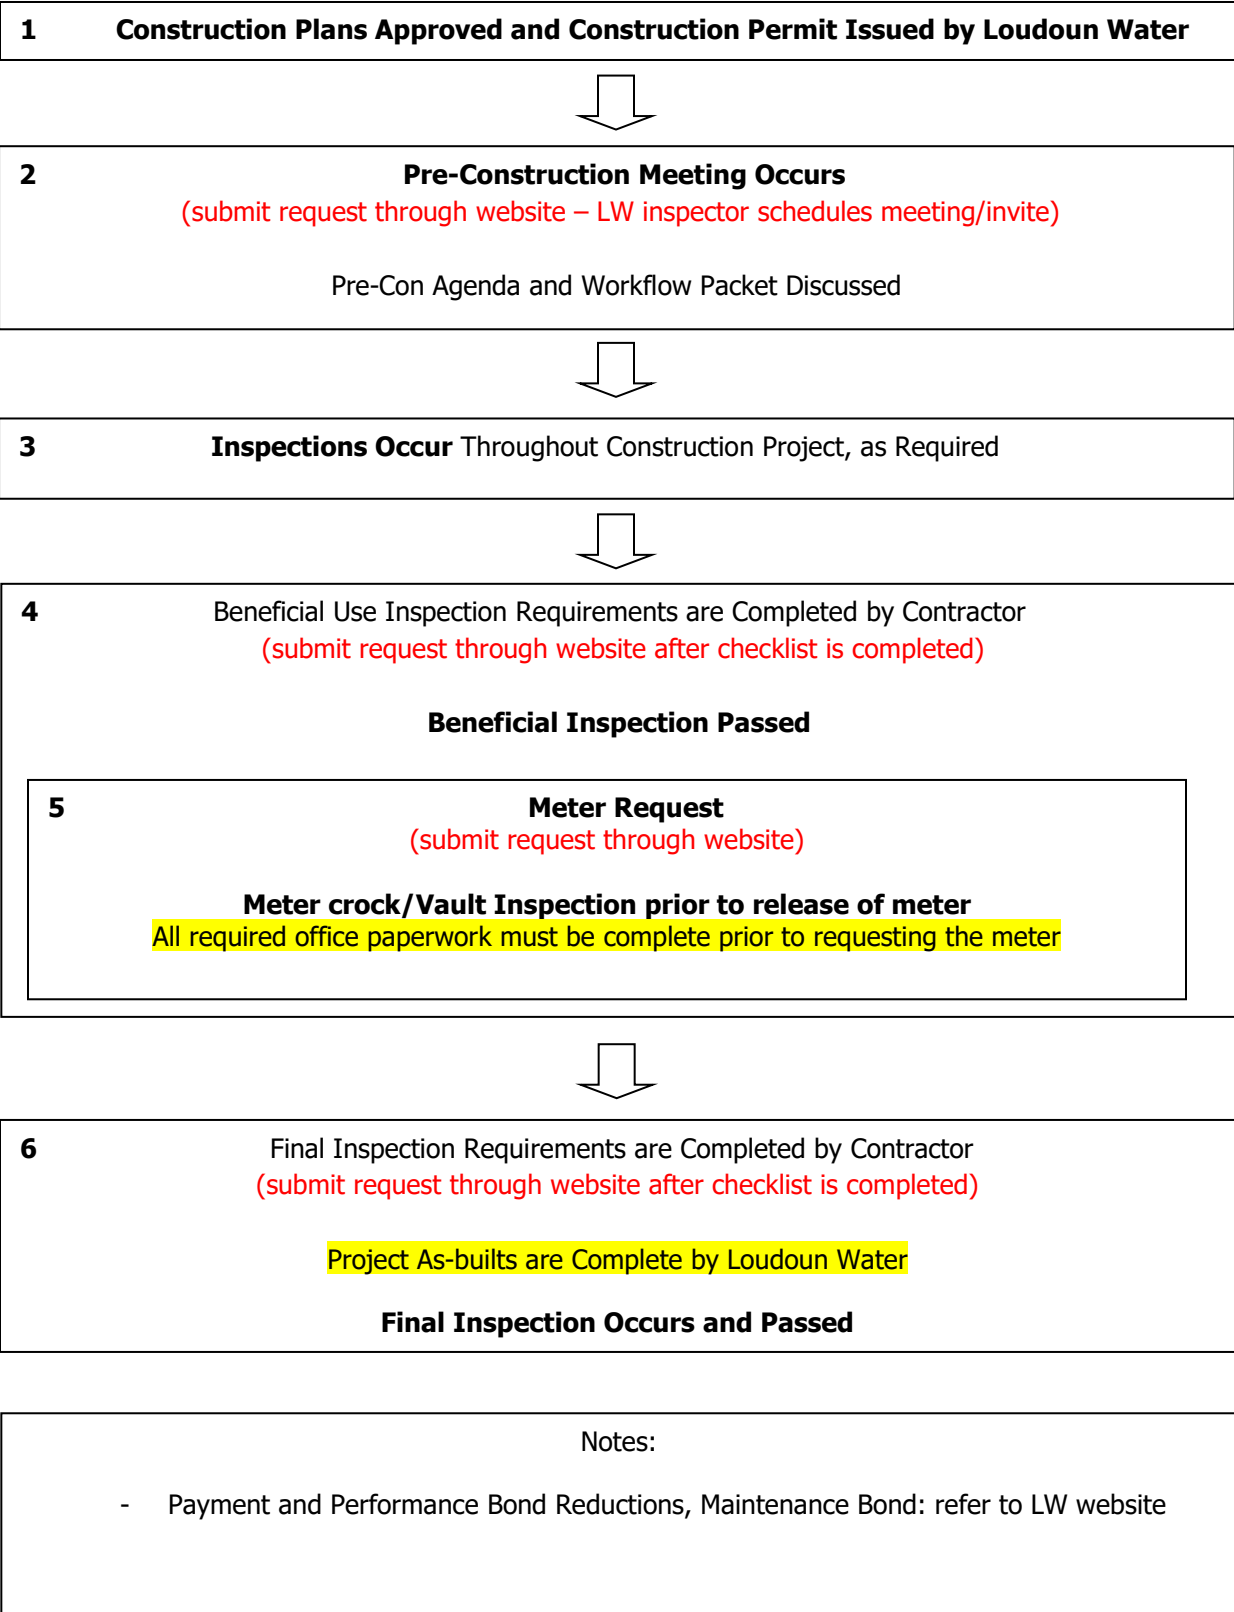 1 Construction Plans Approved and Construction Permit Issued by Loudoun Water
2 Pre-Construction Meeting Occurs
(submit request through website – LW inspector schedules meeting/invite)
Pre-Con Agenda and Workflow Packet Discussed
3 Inspections Occur Throughout Construction Project, as Required
4 Beneficial Use Inspection Requirements are Completed by Contractor
(submit request through website after checklist is completed)
Beneficial Inspection Passed
5 Meter Request
(submit request through website)
Meter crock/Vault Inspection prior to release of meter
All required office paperwork must be complete prior to requesting the meter
6 Final Inspection Requirements are Completed by Contractor
(submit request through website after checklist is completed)
Project As-builts are Complete by Loudoun Water
Final Inspection Occurs and Passed
Notes:
- Payment and Performance Bond Reductions, Maintenance Bond: refer to LW website